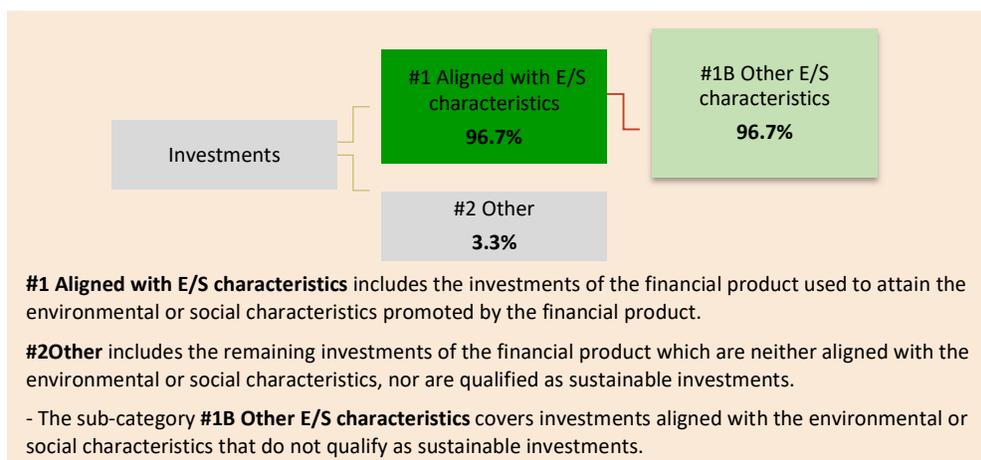 #1 Aligned with E/S
characteristics
96.7%
#1B Other E/S
characteristics
96.7%
Investments
#2 Other
3.3%
#1 Aligned with E/S characteristics includes the investments of the financial product used to attain the
environmental or social characteristics promoted by the financial product.
#2Other includes the remaining investments of the financial product which are neither aligned with the
environmental or social characteristics, nor are qualified as sustainable investments.
- The sub-category #1B Other E/S characteristics covers investments aligned with the environmental or
social characteristics that do not qualify as sustainable investments.